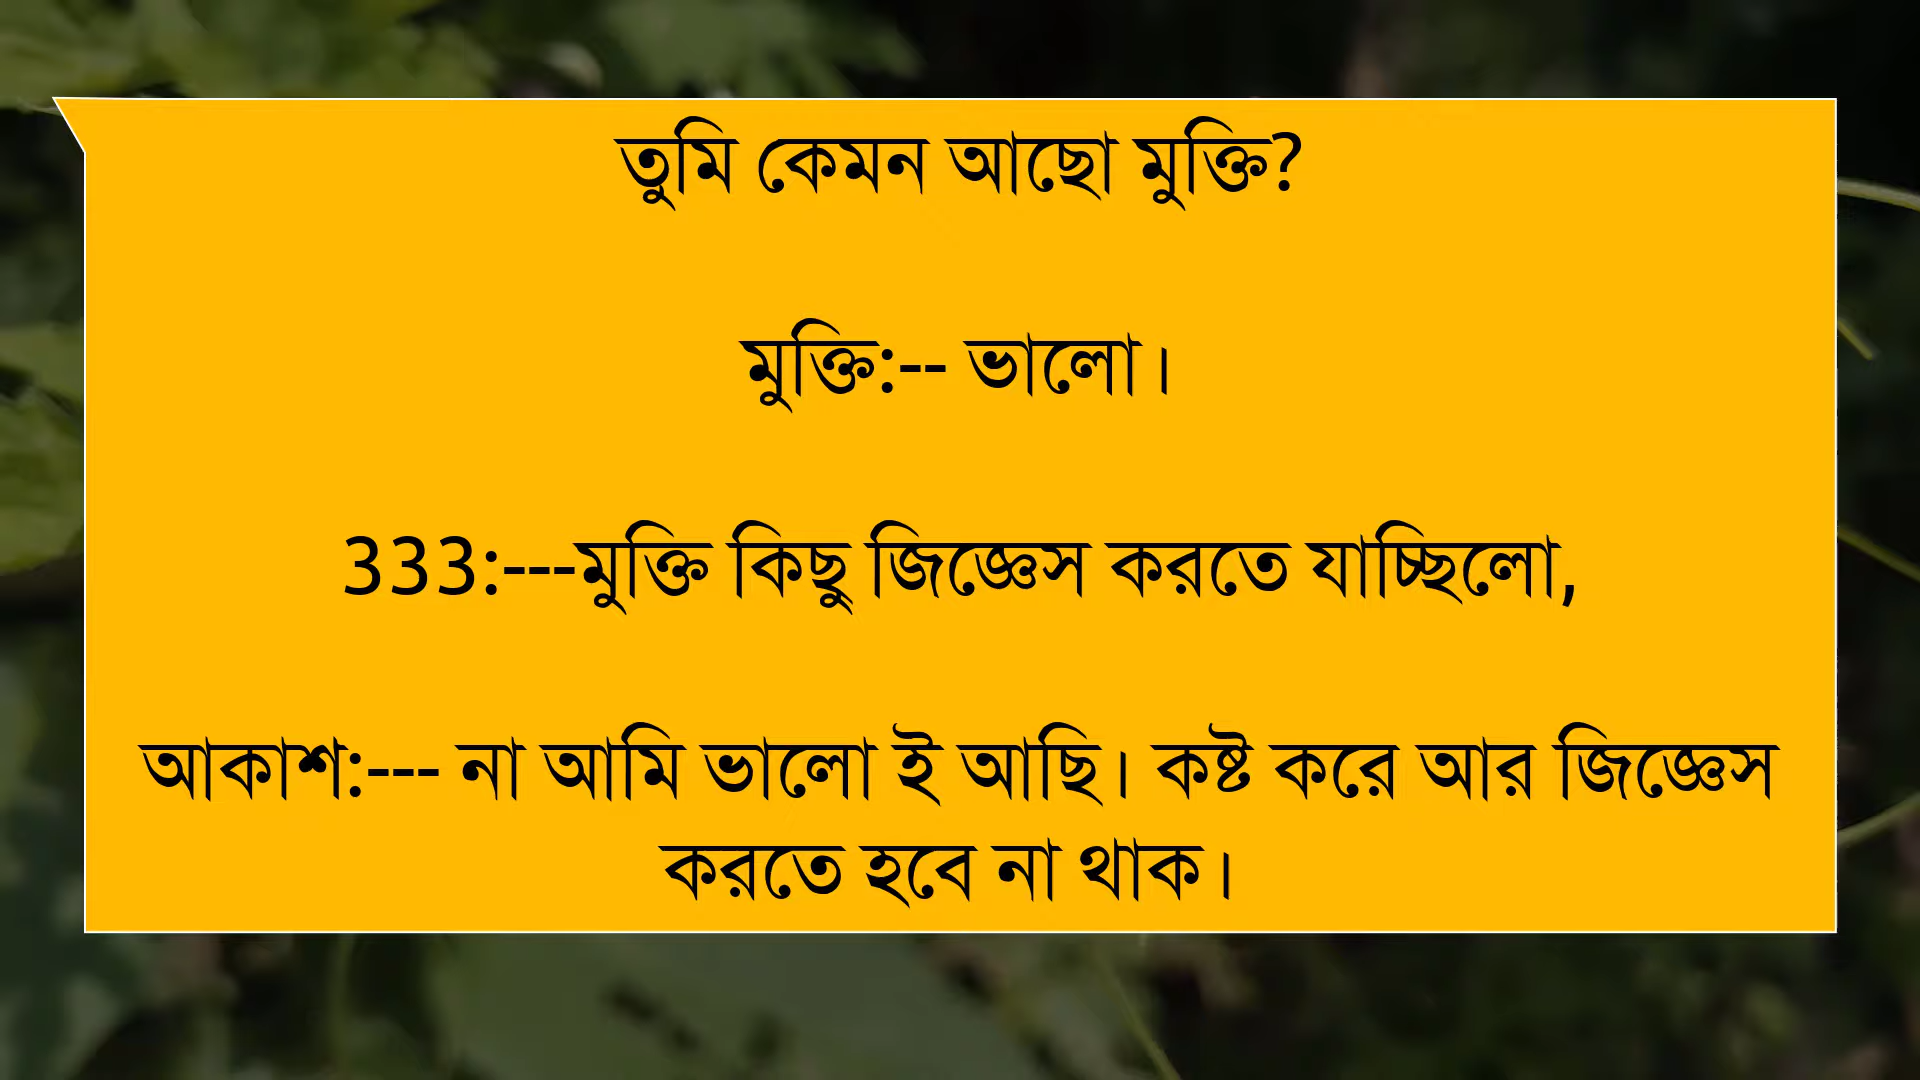 তুমি কেমন আছো মুক্তি?
মুক্তি:-- ভালো।
333:---মুক্তি কিছু জিজ্ঞেস করতে যাচ্ছিলো,
আকাশ:--- না আমি ভালো ই আছি। কষ্ট করে আর জিজ্ঞেস
করতে হবে না থাক।